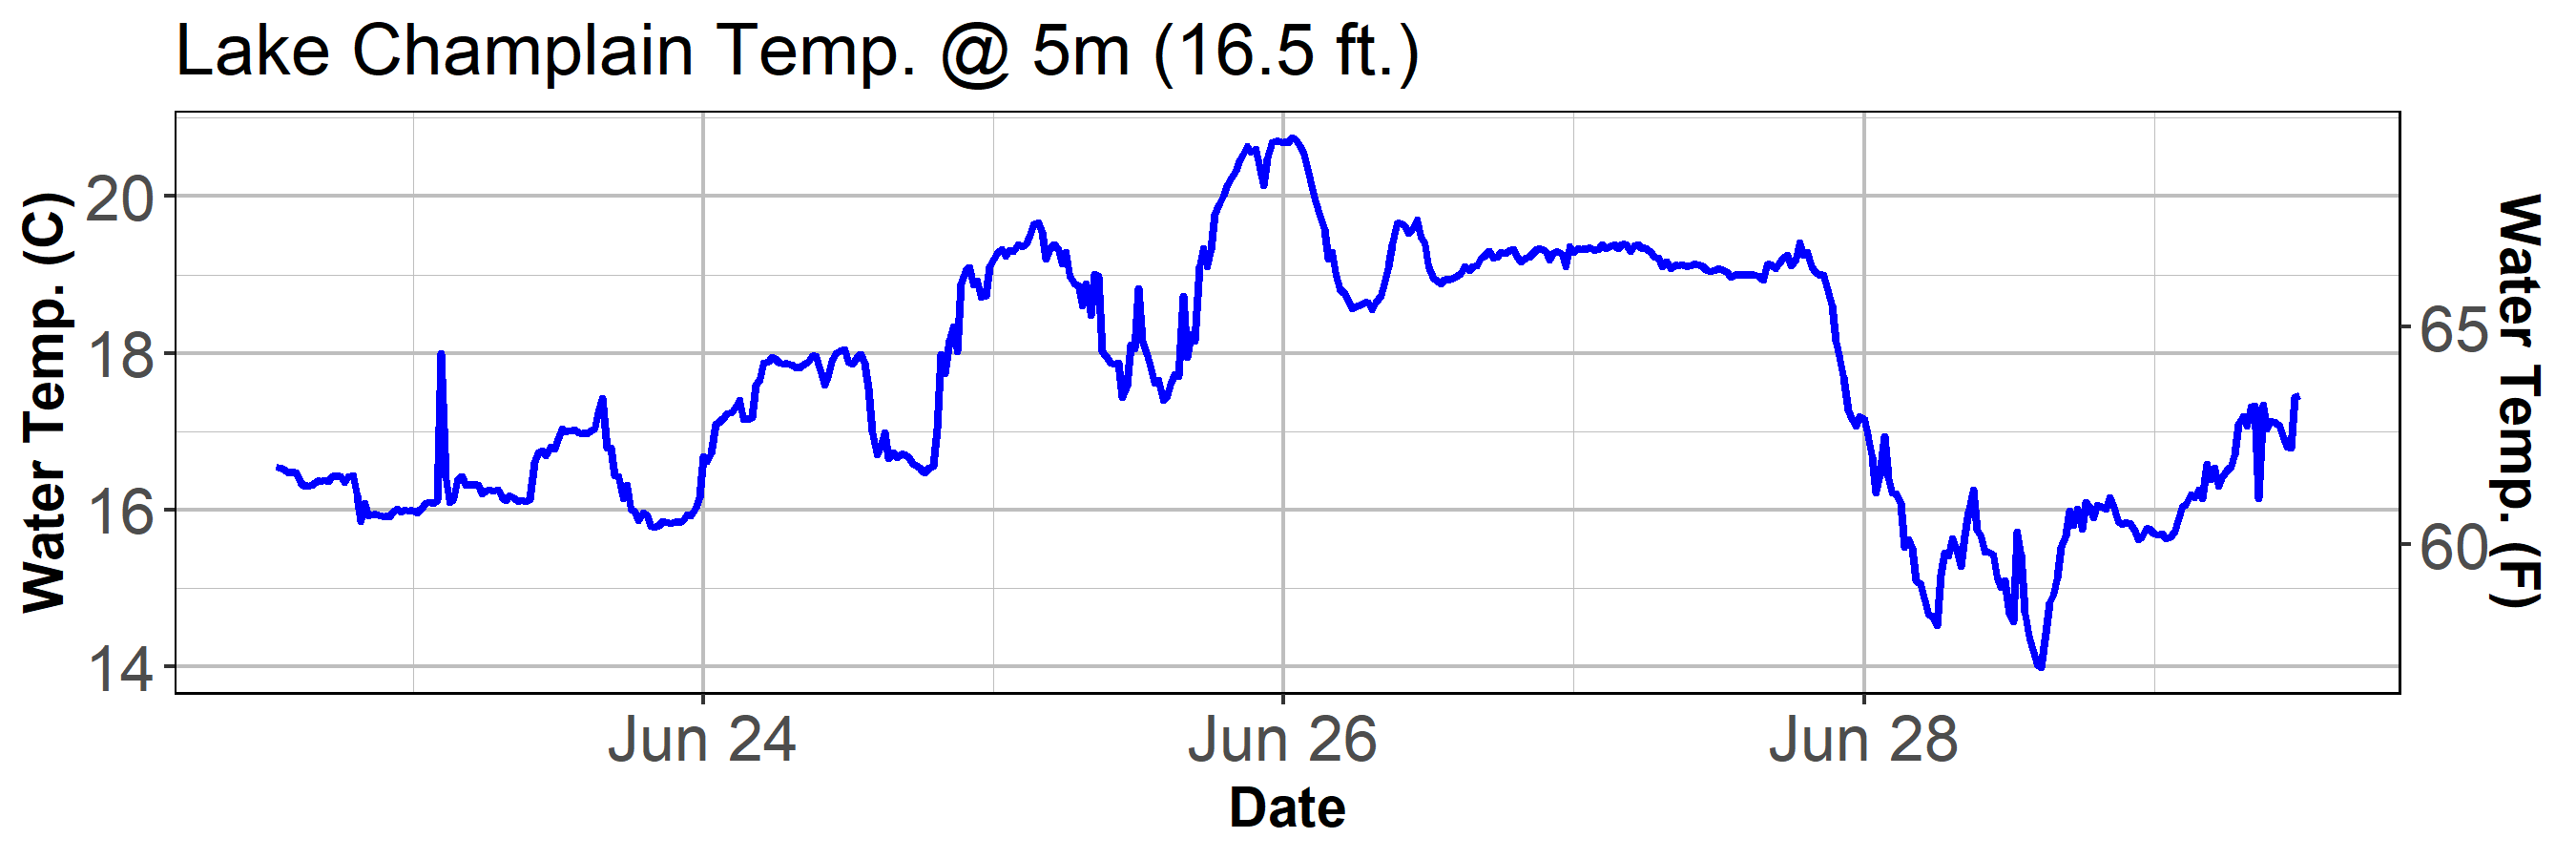 Lake Champlain Temp. @ 5m (16.5 ft.)
Water Temp. (C)
20
18
16
14
65
60
Water Temp. (F)
Jun 24 Jun 26 Jun 28
Date